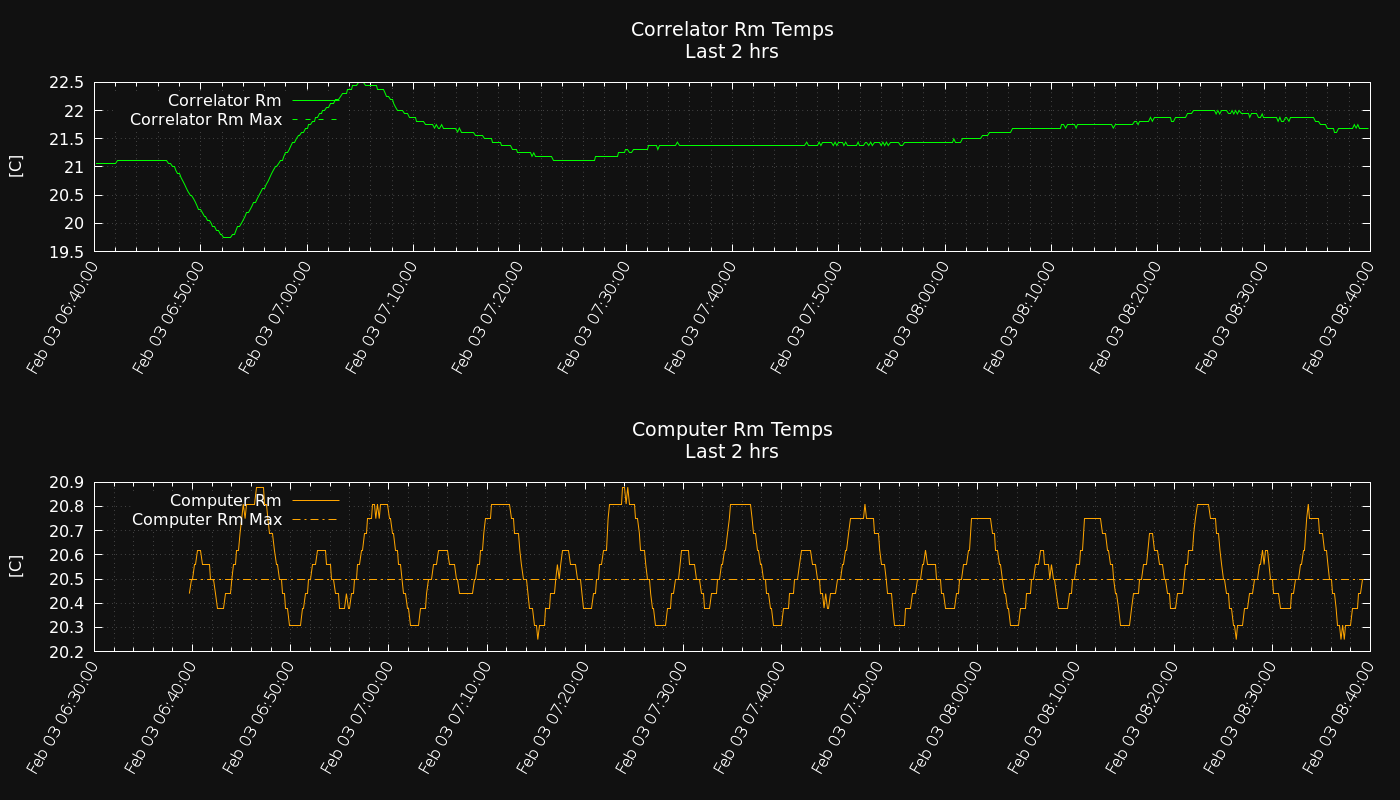 Correlator Rm Temps
Last 2 hrs
22.5
22
21.5
21
20.5
20
19.5
[C]
Correlator Rm
Correlator Rm Max
Feb 03 06:40:00
Feb 03 06:50:00
Feb 03 07:00:00
Feb 03 07:10:00
Feb 03 07:20:00
Feb 03 07:30:00
Feb 03 07:40:00
Feb 03 07:50:00
Feb 03 08:00:00
Feb 03 08:10:00
Feb 03 08:20:00
Feb 03 08:30:00
Feb 03 08:40:00
Computer Rm Temps
Last 2 hrs
20.9
20.8
20.7
20.6
20.5
20.4
20.3
20.2
[C]
Computer Rm
Computer Rm Max
Feb 03 06:30:00
Feb 03 06:40:00
Feb 03 06:50:00
Feb 03 07:00:00
Feb 03 07:10:00
Feb 03 07:20:00
Feb 03 07:30:00
Feb 03 07:40:00
Feb 03 07:50:00
Feb 03 08:00:00
Feb 03 08:10:00
Feb 03 08:20:00
Feb 03 08:30:00
Feb 03 08:40:00